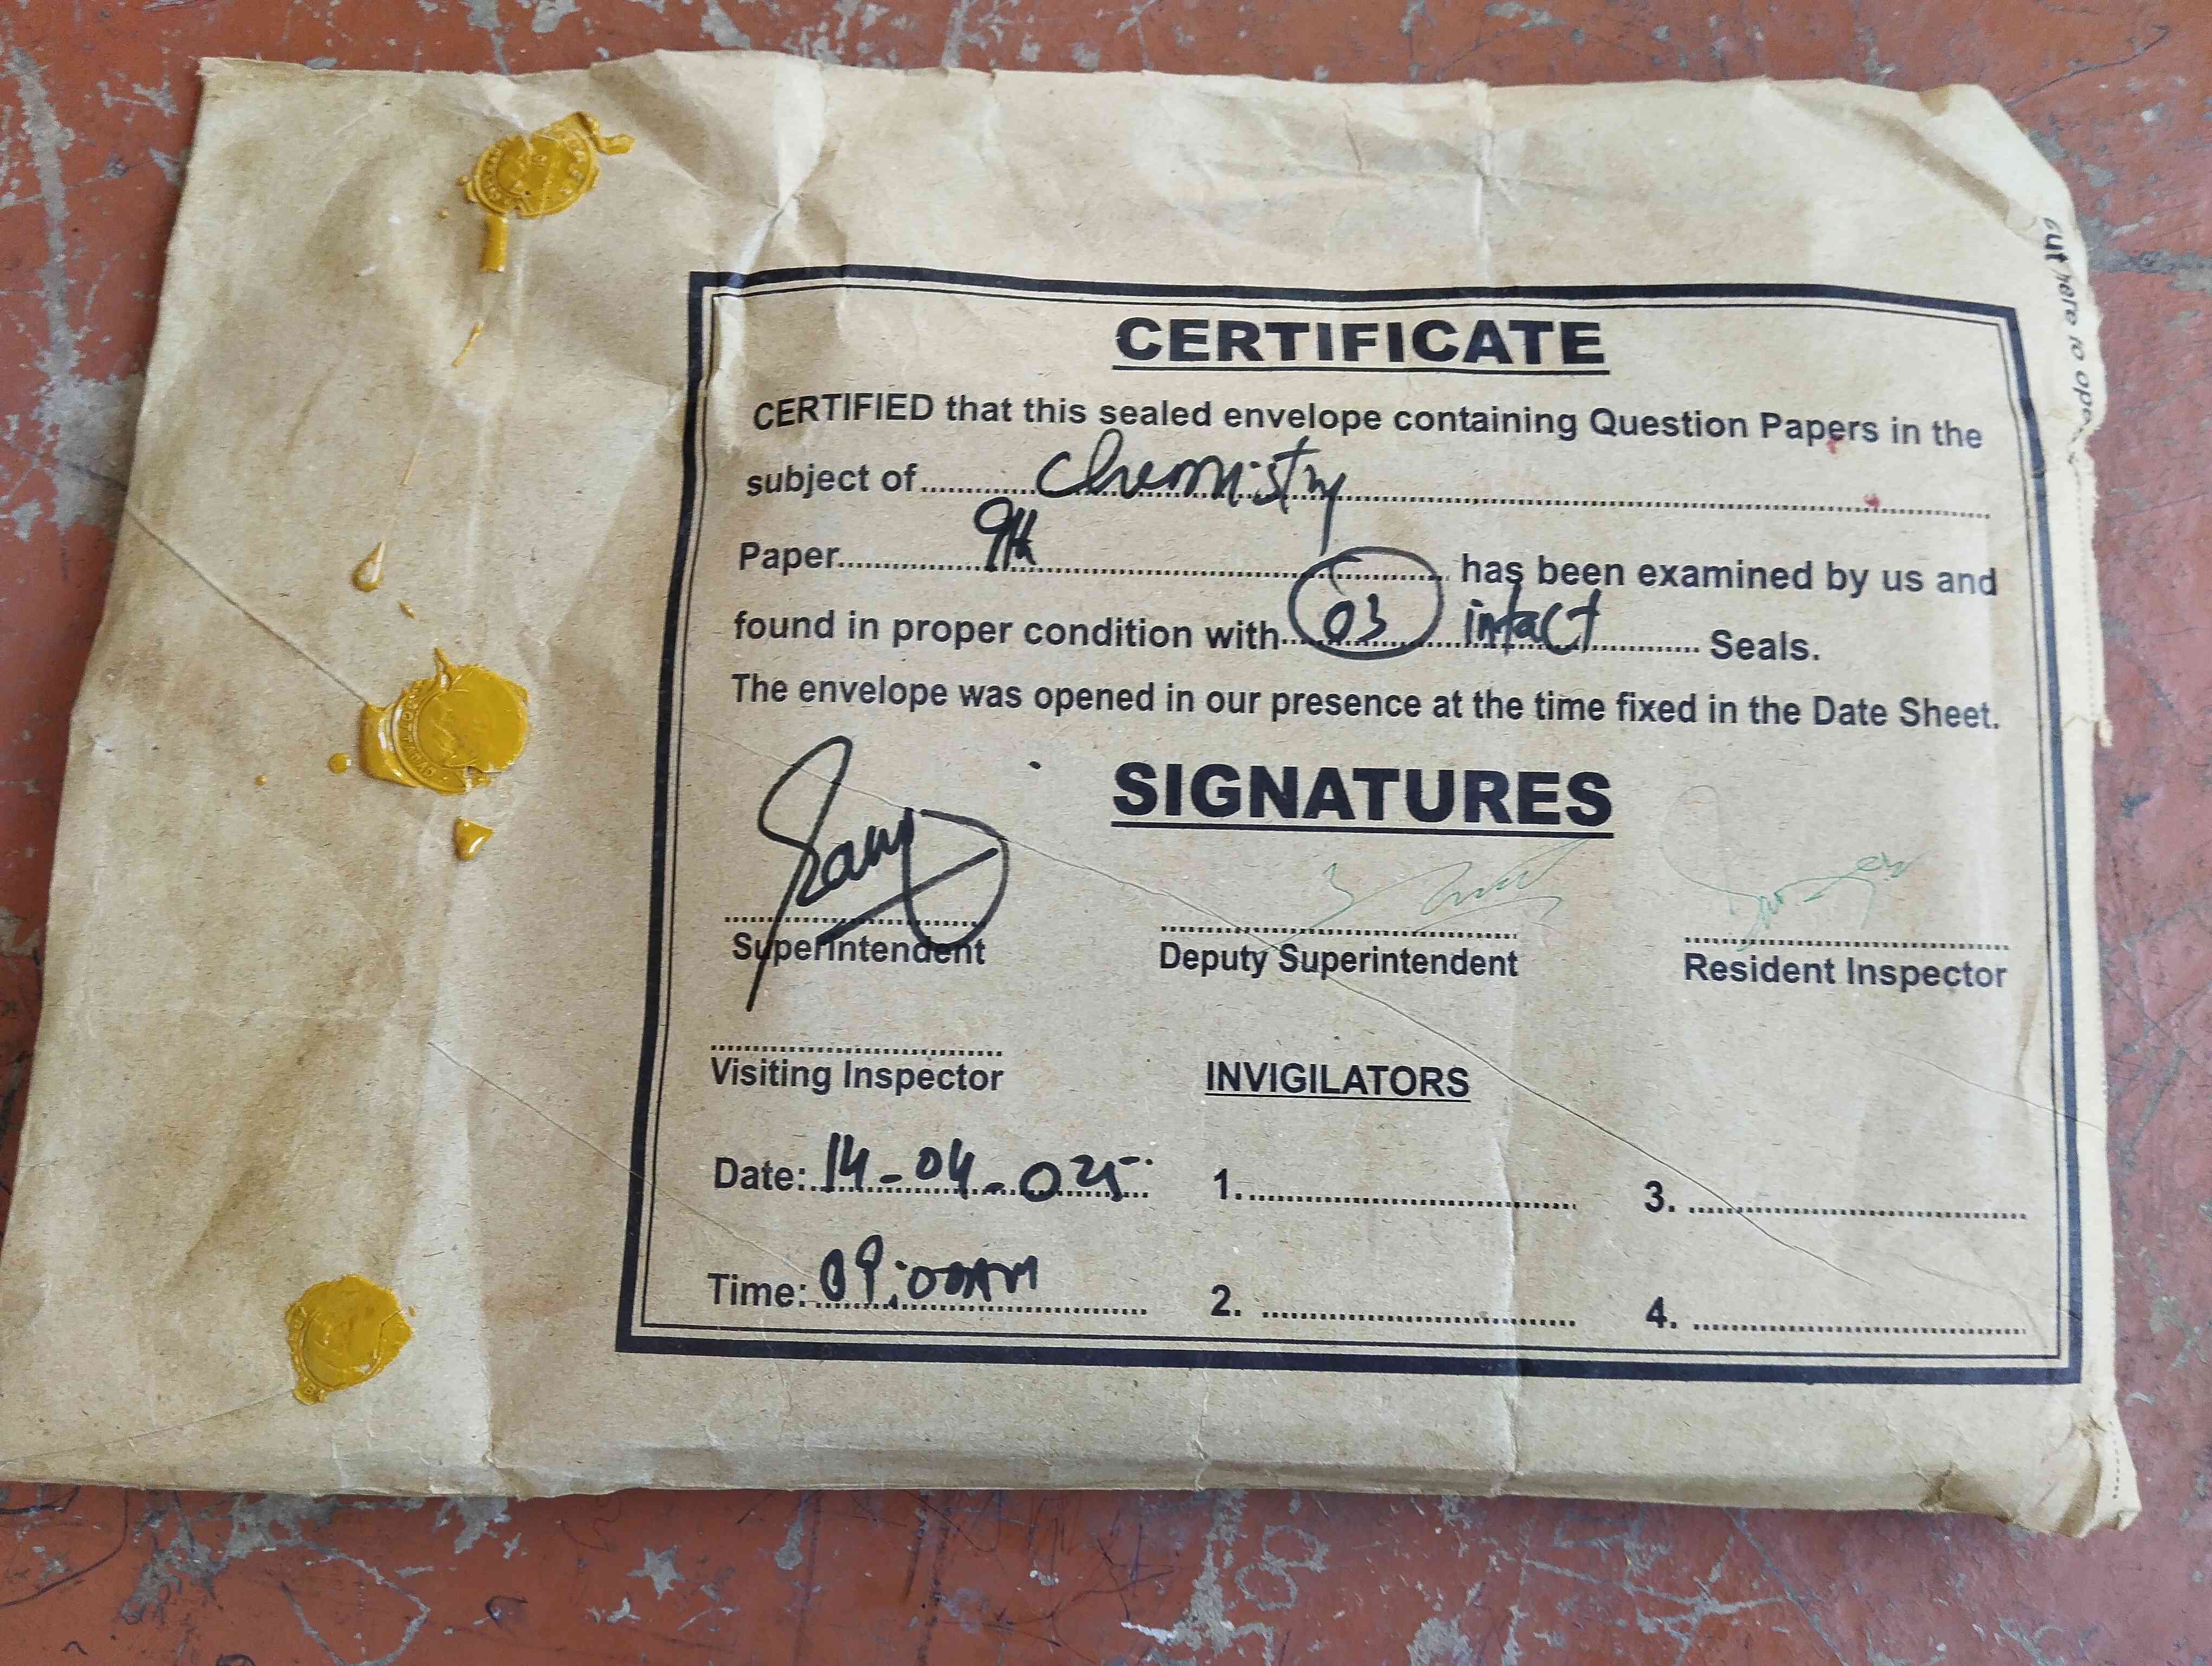 cut here to open
CERTIFICATE
CERTIFIED that this sealed envelope containing Question Papers in the
subject of Chemistry
Paper 9th has been examined by us and
found in proper condition with 03 intact Seals.
The envelope was opened in our presence at the time fixed in the Date Sheet.
SIGNATURES
Superintendent Deputy Superintendent Resident Inspector
Visiting Inspector INVIGILATORS
Date: 14-04-025 1. 3.
Time: 09:00AM 2. 4.